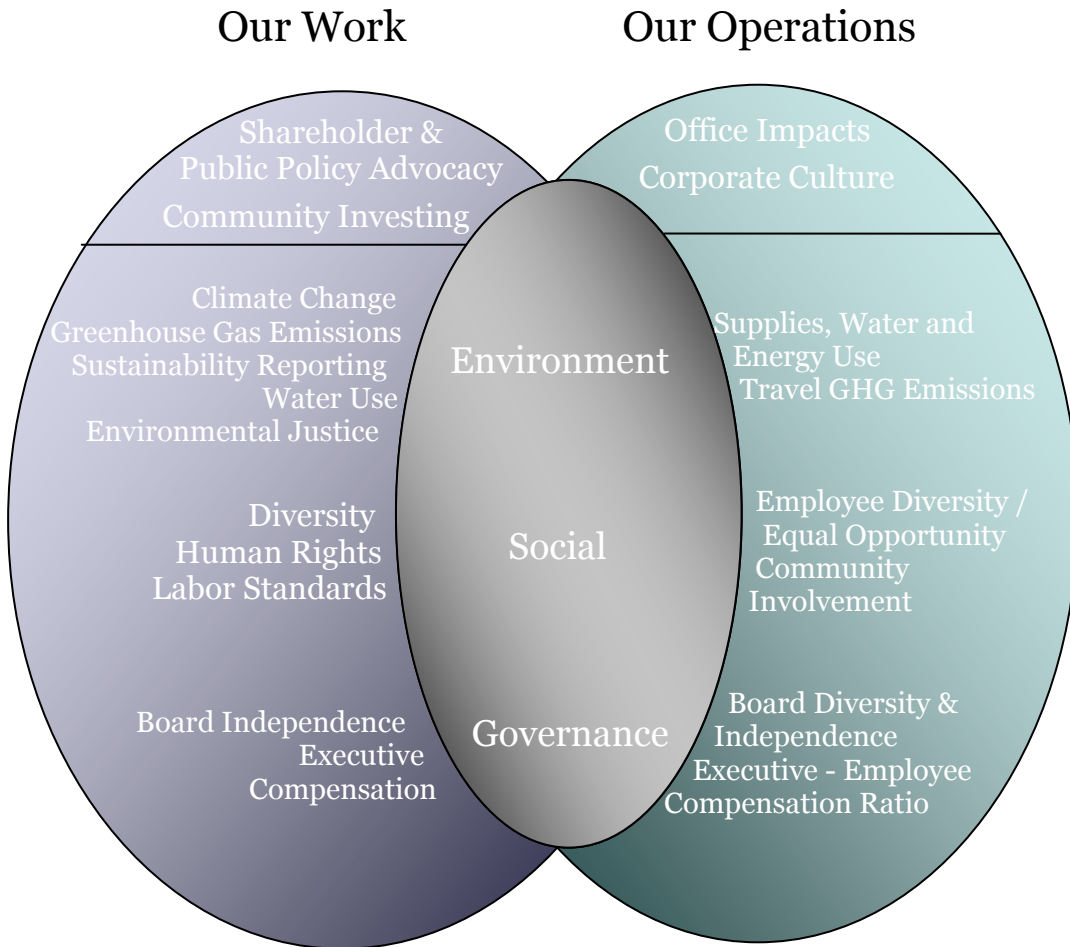 Our Work
Our Operations
Shareholder &
Public Policy Advocacy
Community Investing
Office Impacts
Corporate Culture
Climate Change
Greenhouse Gas Emissions
Sustainability Reporting
Water Use
Environmental Justice
Environment
Supplies, Water and
Energy Use
Travel GHG Emissions
Diversity
Human Rights
Labor Standards
Social
Employee Diversity /
Equal Opportunity
Community
Involvement
Board Independence
Executive
Compensation
Governance
Board Diversity &
Independence
Executive - Employee
Compensation Ratio